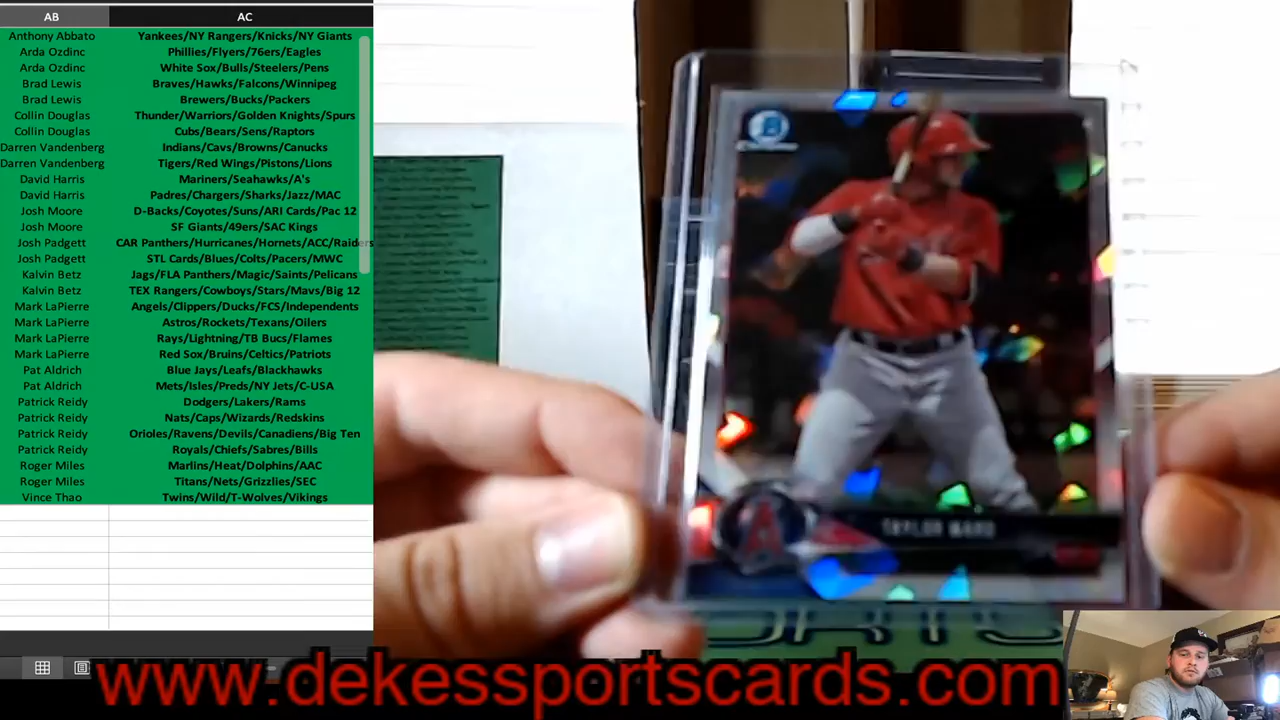 AB AC
Anthony Abbato Yankees/NY Rangers/Knicks/NY Giants
Arda Ozdinc Phillies/Flyers/76ers/Eagles
Arda Ozdinc White Sox/Bulls/Steelers/Pens
Brad Lewis Braves/Hawks/Falcons/Winnipeg
Brad Lewis Brewers/Bucks/Packers
Collin Douglas Thunder/Warriors/Golden Knights/Spurs
Collin Douglas Cubs/Bears/Sens/Raptors
Darren Vandenberg Indians/Cavs/Browns/Canucks
Darren Vandenberg Tigers/Red Wings/Pistons/Lions
David Harris Mariners/Seahawks/A's
David Harris Padres/Chargers/Sharks/Jazz/MAC
Josh Moore D-Backs/Coyotes/Suns/ARI Cards/Pac 12
Josh Moore SF Giants/49ers/SAC Kings
Josh Padgett CAR Panthers/Hurricanes/Hornets/ACC/Raiders
Josh Padgett STL Cards/Blues/Colts/Pacers/MWC
Kalvin Betz Jags/FLA Panthers/Magic/Saints/Pelicans
Kalvin Betz TEX Rangers/Cowboys/Stars/Mavs/Big 12
Mark LaPierre Angels/Clippers/Ducks/FCS/Independents
Mark LaPierre Astros/Rockets/Texans/Oilers
Mark LaPierre Rays/Lightning/TB Bucs/Flames
Mark LaPierre Red Sox/Bruins/Celtics/Patriots
Pat Aldrich Blue Jays/Leafs/Blackhawks
Pat Aldrich Mets/Isles/Preds/NY Jets/C-USA
Patrick Reidy Dodgers/Lakers/Rams
Patrick Reidy Nats/Caps/Wizards/Redskins
Patrick Reidy Orioles/Ravens/Devils/Canadiens/Big Ten
Patrick Reidy Royals/Chiefs/Sabres/Bills
Roger Miles Marlins/Heat/Dolphins/AAC
Roger Miles Titans/Nets/Grizzlies/SEC
Vince Thao Twins/Wild/T-Wolves/Vikings
B
A
TAYLOR WARD
ORTS
www.dekessportscards.com